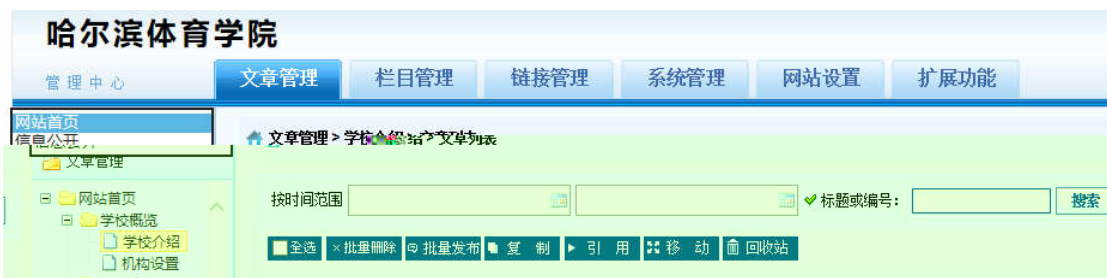 哈尔滨体育学院
管理中心
文章管理 栏目管理 链接管理 系统管理 网站设置 扩展功能
网站首页
信息公开
文章管理 > 学校介绍 > 文章列表
文章管理
网站首页
学校概览
学校介绍
机构设置
按时间范围 标题或编号： 搜索
全选 批量删除 批量发布 复 制 引 用 移 动 回收站